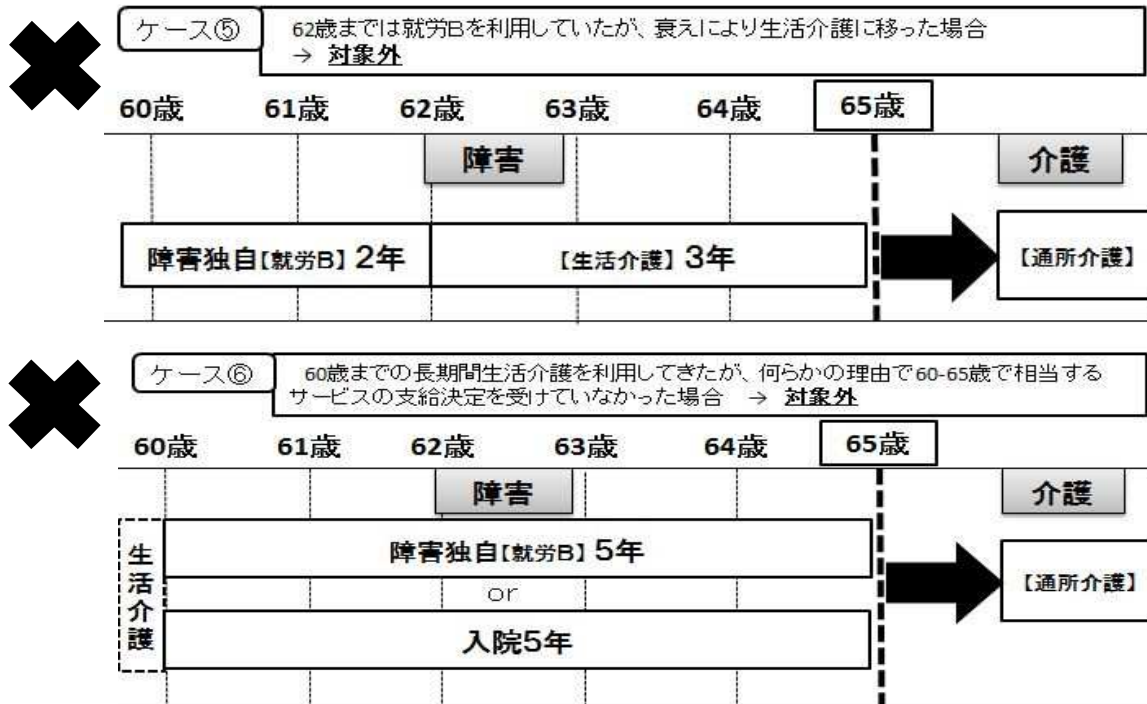 ケース⑤
62歳までは就労Bを利用していたが、衰えにより生活介護に移った場合
→ 対象外
60歳 61歳 62歳 63歳 64歳 65歳
障害 介護
障害独自【就労B】 2年 【生活介護】 3年 【通所介護】
ケース⑥
60歳までの長期間生活介護を利用してきたが、何らかの理由で60-65歳で相当する
サービスの支給決定を受けていなかった場合 → 対象外
60歳 61歳 62歳 63歳 64歳 65歳
障害 介護
生活介護
障害独自【就労B】 5年
or
入院5年
【通所介護】